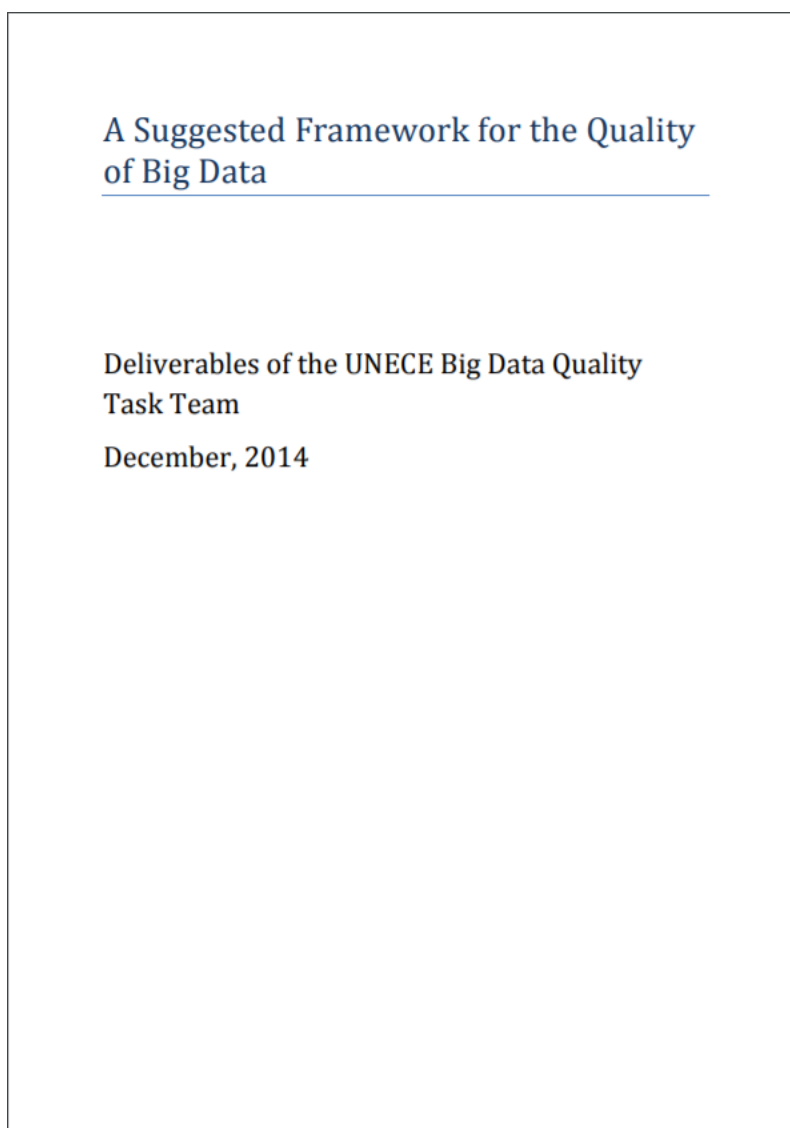 A Suggested Framework for the Quality
of Big Data
Deliverables of the UNECE Big Data Quality
Task Team
December, 2014